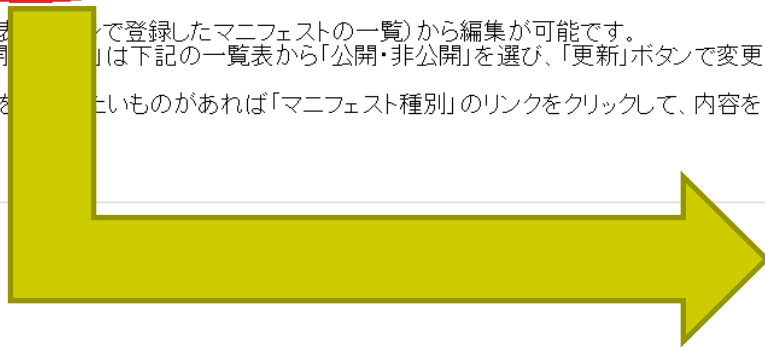 ンで登録したマニフェストの一覧)から編集が可能です。
」は下記の一覧表から「公開・非公開」を選び、「更新」ボタンで変更
たいものがあれば「マニフェスト種別」のリンクをクリックして、内容を